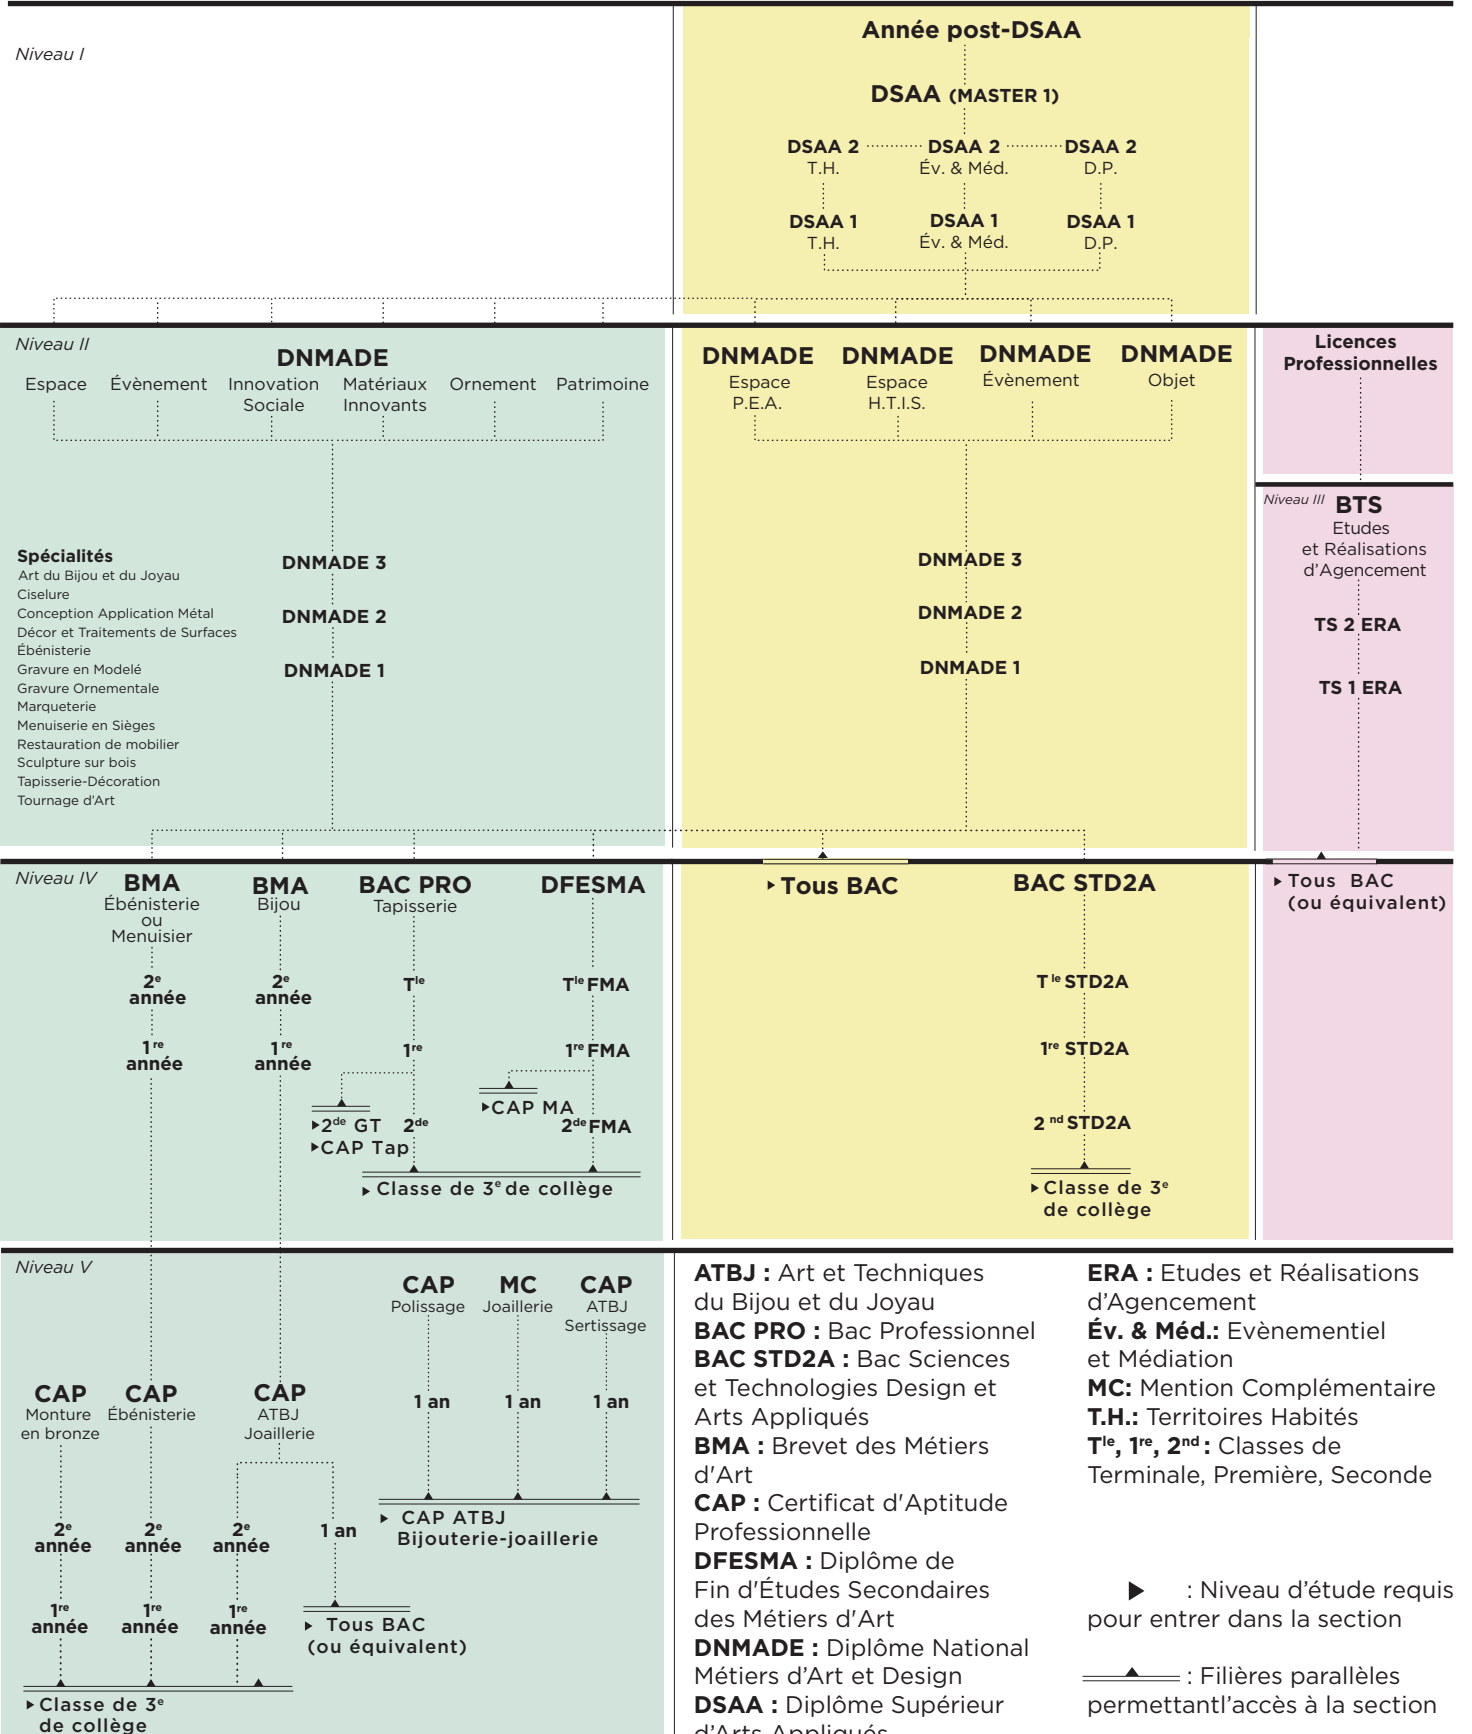 Niveau I
Année post-DSAA
DSAA (MASTER 1)
DSAA 2 DSAA 2 DSAA 2
T.H. Év. & Méd. D.P.
DSAA 1 DSAA 1 DSAA 1
T.H. Év. & Méd. D.P.
Niveau II
DNMADE
Espace Évènement Innovation Matériaux Ornement Patrimoine
Sociale Innovants
Spécialités
Art du Bijou et du Joyau
Ciselure
Conception Application Métal
Décor et Traitements de Surfaces
Ébénisterie
Gravure en Modelé
Gravure Ornementale
Marqueterie
Menuiserie en Sièges
Restauration de mobilier
Sculpture sur bois
Tapisserie-Décoration
Tournage d'Art
DNMADE 3
DNMADE 2
DNMADE 1
DNMADE DNMADE DNMADE DNMADE
Espace Espace Évènement Objet
P.E.A. H.T.I.S.
DNMADE 3
DNMADE 2
DNMADE 1
Licences
Professionnelles
Niveau III BTS
Etudes
et Réalisations
d'Agencement
TS 2 ERA
TS 1 ERA
Niveau IV
BMA
Ébénisterie
ou
Menuisier
2e
année
1re
année
BMA
Bijou
2e
année
1re
année
BAC PRO
Tapisserie
Tle
1re
▸2de GT 2de
▸CAP Tap
DFESMA
Tle FMA
1re FMA
▸CAP MA
2de FMA
▸ Classe de 3e de collège
▸ Tous BAC
BAC STD2A
T le STD2A
1re STD2A
2 nd STD2A
▸ Classe de 3e
de collège
▸ Tous BAC
(ou équivalent)
Niveau V
CAP
Monture
en bronze
2e
année
1re
année
CAP
Ébénisterie
2e
année
1re
année
CAP
ATBJ
Joaillerie
2e
année
1re
année
▸ Classe de 3e
de collège
1 an
▸ Tous BAC
(ou équivalent)
CAP MC CAP
Polissage Joaillerie ATBJ
Sertissage
1 an 1 an 1 an
▸ CAP ATBJ
Bijouterie-joaillerie
ATBJ : Art et Techniques
du Bijou et du Joyau
BAC PRO : Bac Professionnel
BAC STD2A : Bac Sciences
et Technologies Design et
Arts Appliqués
BMA : Brevet des Métiers
d'Art
CAP : Certificat d'Aptitude
Professionnelle
DFESMA : Diplôme de
Fin d'Études Secondaires
des Métiers d'Art
DNMADE : Diplôme National
Métiers d'Art et Design
DSAA : Diplôme Supérieur
d'Arts Appliqués
ERA : Etudes et Réalisations
d'Agencement
Év. & Méd.: Evènementiel
et Médiation
MC: Mention Complémentaire
T.H.: Territoires Habités
Tle, 1re, 2nd : Classes de
Terminale, Première, Seconde
▸ : Niveau d'étude requis
pour entrer dans la section
: Filières parallèles
permettantl'accès à la section